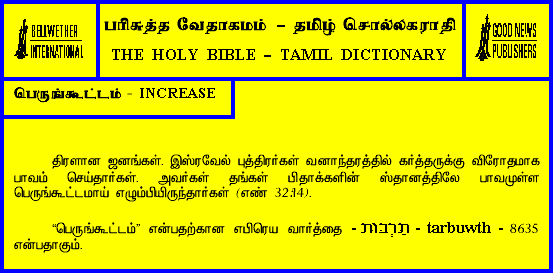 BELLWETHER
INTERNATIONAL
பரிசுத்த வேதாகமம் – தமிழ் சொல்லகராதி
THE HOLY BIBLE – TAMIL DICTIONARY
GOOD NEWS
PUBLISHERS
பெருங்கூட்டம் - INCREASE
திரளான ஜனங்கள். இஸ்ரவேல் புத்திரர்கள் வனாந்தரத்தில் கர்த்தருக்கு விரோதமாக
பாவம் செய்தார்கள். அவர்கள் தங்கள் பிதாக்களின் ஸ்தானத்திலே பாவமுள்ள
பெருங்கூட்டமாய் எழும்பியிருந்தார்கள் (எண் 32:14).
“பெருங்கூட்டம்” என்பதற்கான எபிரெய வார்த்தை - תַּרְבּוּת - tarbuwth - 8635
என்பதாகும்.